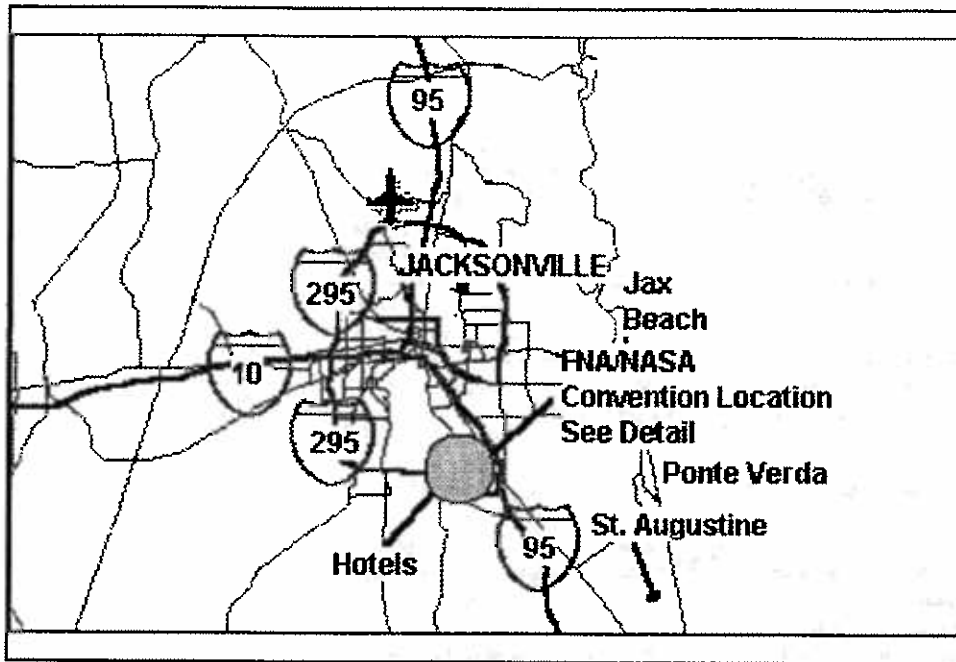 95
JACKSONVILLE
295
Jax
Beach
10
FNA/NASA
Convention Location
See Detail
295
Ponte Verda
St. Augustine
95
Hotels